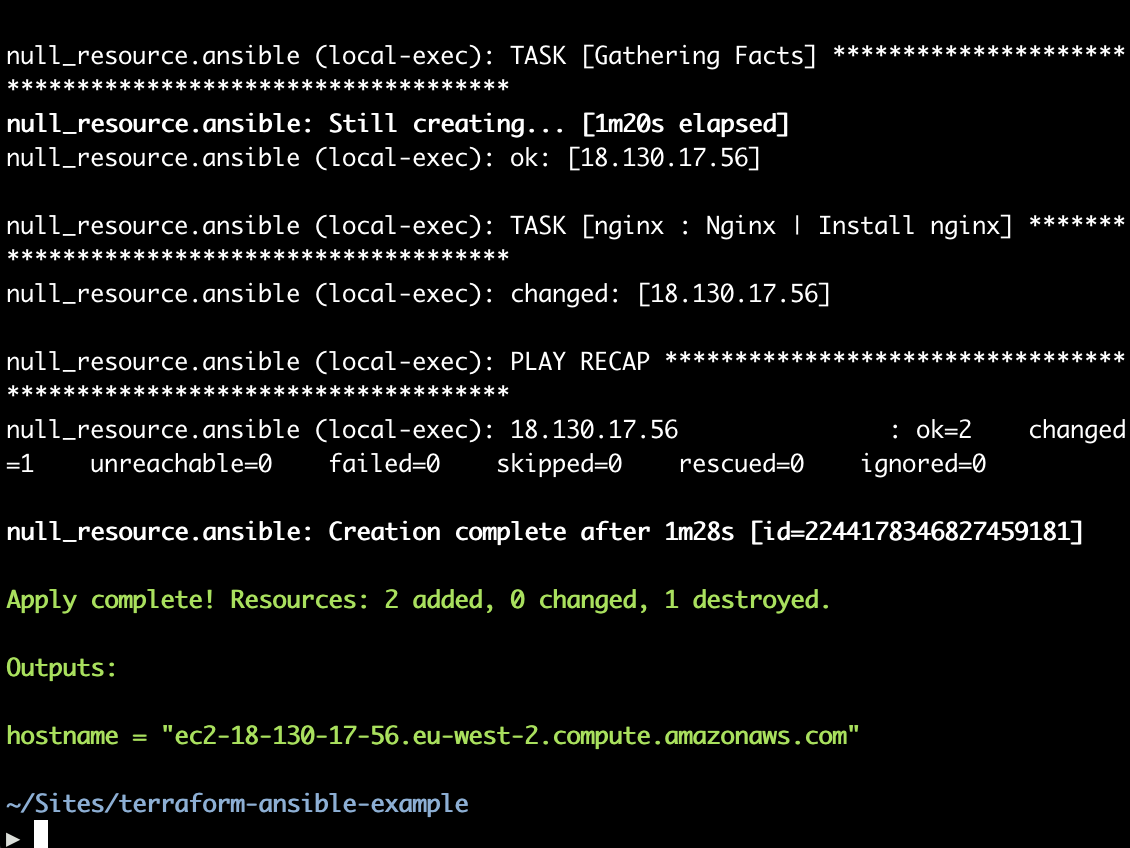 null_resource.ansible (local-exec): TASK [Gathering Facts] *********************
************************************
null_resource.ansible: Still creating... [1m20s elapsed]
null_resource.ansible (local-exec): ok: [18.130.17.56]
null_resource.ansible (local-exec): TASK [nginx : Nginx | Install nginx] *******
************************************
null_resource.ansible (local-exec): changed: [18.130.17.56]
null_resource.ansible (local-exec): PLAY RECAP *********************************
************************************
null_resource.ansible (local-exec): 18.130.17.56               : ok=2    changed
=1    unreachable=0    failed=0    skipped=0    rescued=0    ignored=0
null_resource.ansible: Creation complete after 1m28s [id=2244178346827459181]
Apply complete! Resources: 2 added, 0 changed, 1 destroyed.
Outputs:
hostname = "ec2-18-130-17-56.eu-west-2.compute.amazonaws.com"
~/Sites/terraform-ansible-example
▶